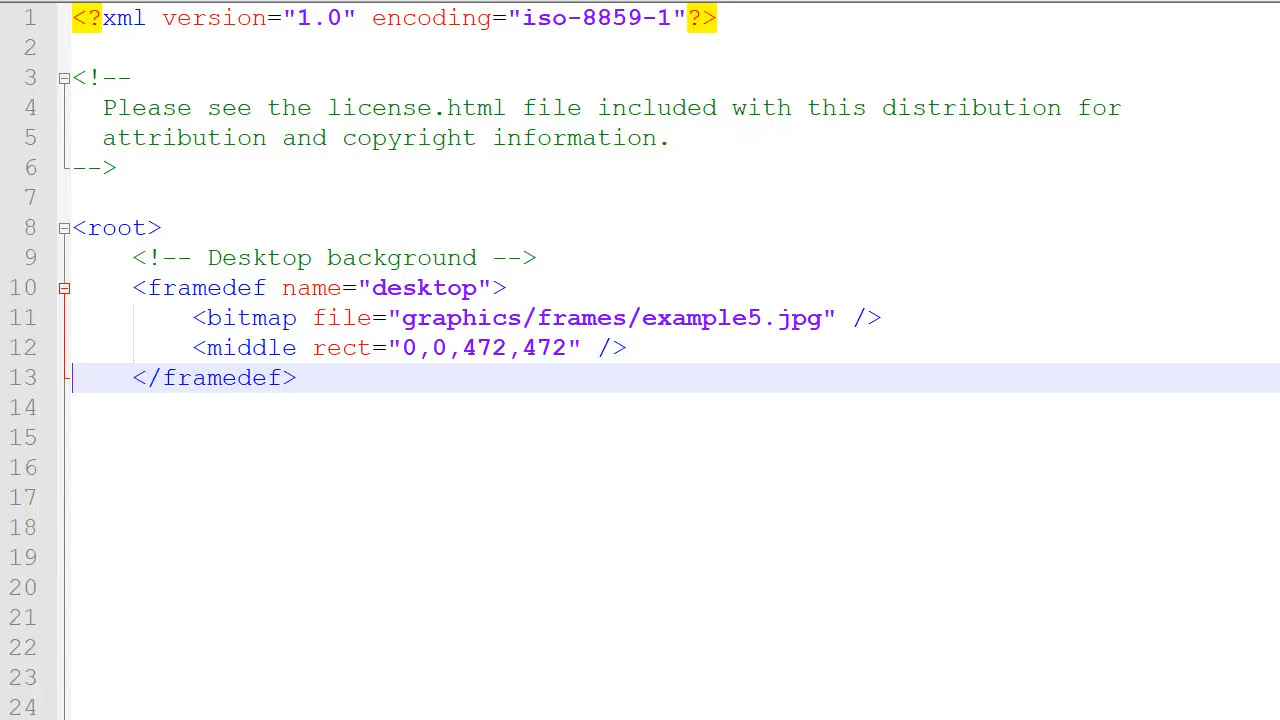 1 <?xml version="1.0" encoding="iso-8859-1"?>
2
3 <!--
4 Please see the license.html file included with this distribution for
5 attribution and copyright information.
6 -->
7
8 <root>
9 <!-- Desktop background -->
10 <framedef name="desktop">
11 <bitmap file="graphics/frames/example5.jpg" />
12 <middle rect="0,0,472,472" />
13 </framedef>
14
15
16
17
18
19
20
21
22
23
24